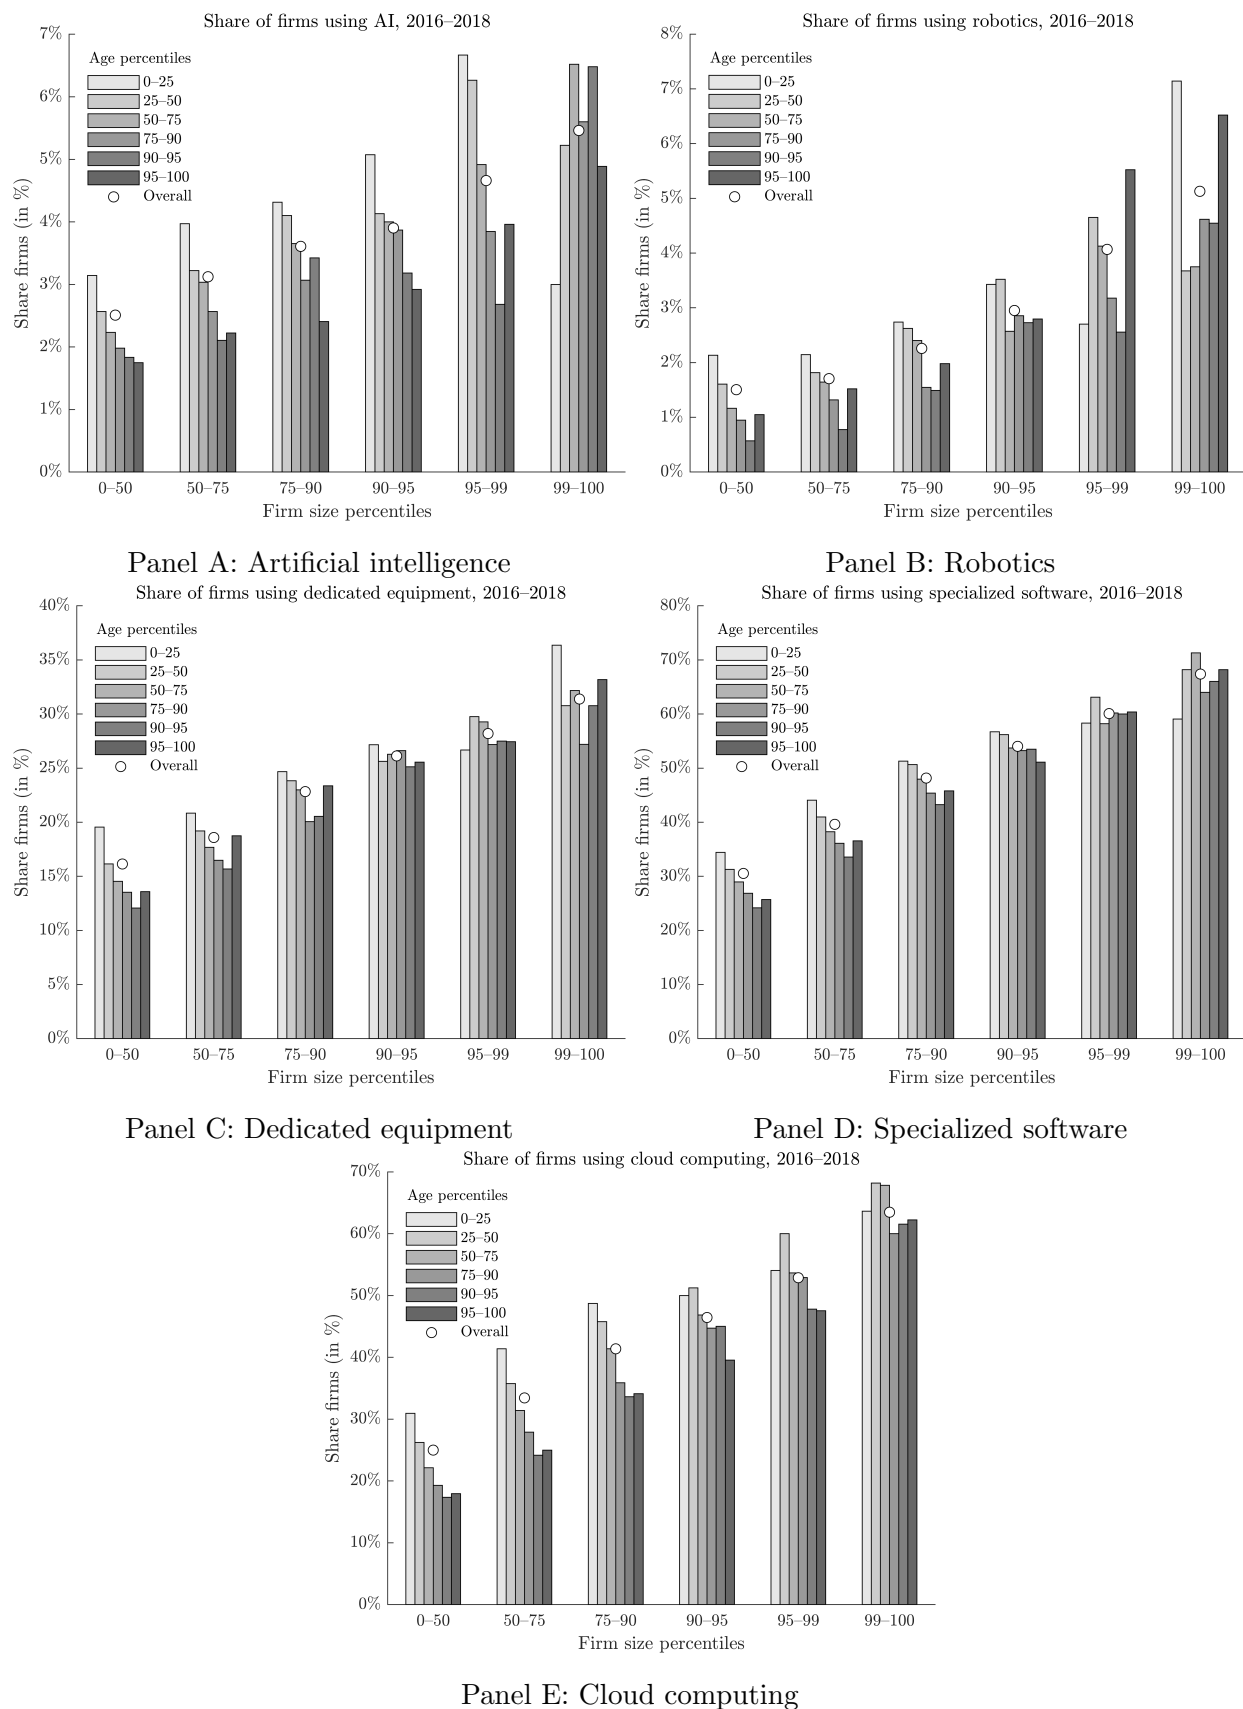 Share of firms using AI, 2016–2018
7%
6%
5%
4%
3%
2%
1%
0%
Share firms (in %)
Age percentiles
0–25
25–50
50–75
75–90
90–95
95–100
Overall
0–50 50–75 75–90 90–95 95–99 99–100
Firm size percentiles
Panel A: Artificial intelligence
Share of firms using robotics, 2016–2018
8%
7%
6%
5%
4%
3%
2%
1%
0%
Share firms (in %)
Age percentiles
0–25
25–50
50–75
75–90
90–95
95–100
Overall
0–50 50–75 75–90 90–95 95–99 99–100
Firm size percentiles
Panel B: Robotics
Share of firms using dedicated equipment, 2016–2018
40%
35%
30%
25%
20%
15%
10%
5%
0%
Share firms (in %)
Age percentiles
0–25
25–50
50–75
75–90
90–95
95–100
Overall
0–50 50–75 75–90 90–95 95–99 99–100
Firm size percentiles
Panel C: Dedicated equipment
Share of firms using specialized software, 2016–2018
80%
70%
60%
50%
40%
30%
20%
10%
0%
Share firms (in %)
Age percentiles
0–25
25–50
50–75
75–90
90–95
95–100
Overall
0–50 50–75 75–90 90–95 95–99 99–100
Firm size percentiles
Panel D: Specialized software
Share of firms using cloud computing, 2016–2018
70%
60%
50%
40%
30%
20%
10%
0%
Share firms (in %)
Age percentiles
0–25
25–50
50–75
75–90
90–95
95–100
Overall
0–50 50–75 75–90 90–95 95–99 99–100
Firm size percentiles
Panel E: Cloud computing